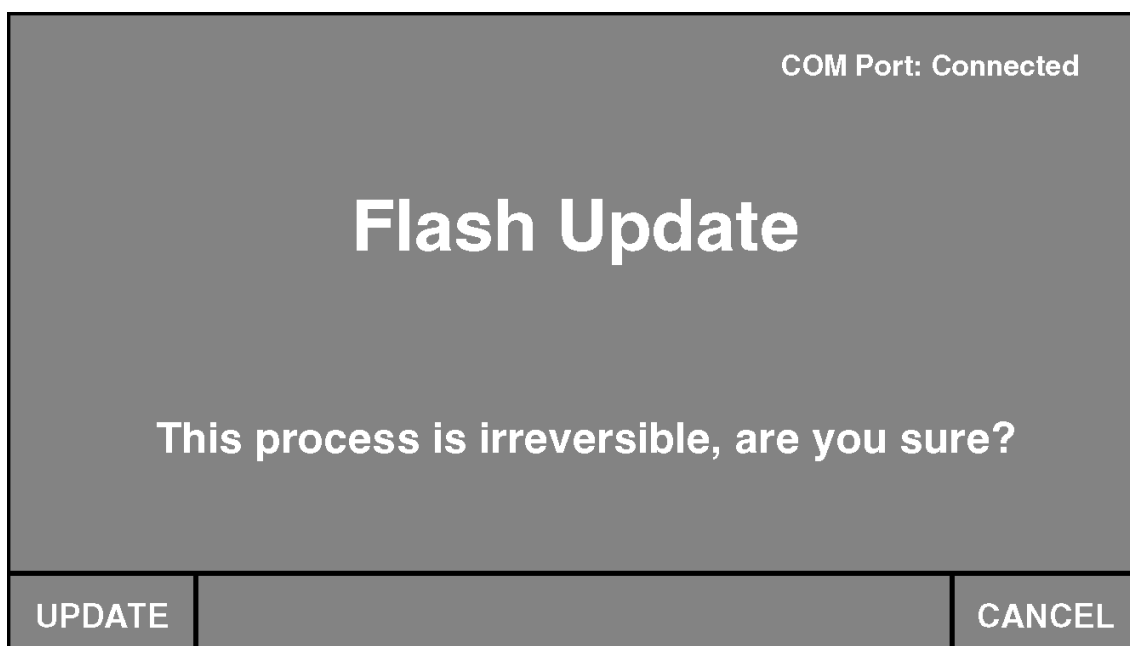 COM Port: Connected
Flash Update
This process is irreversible, are you sure?
UPDATE
CANCEL